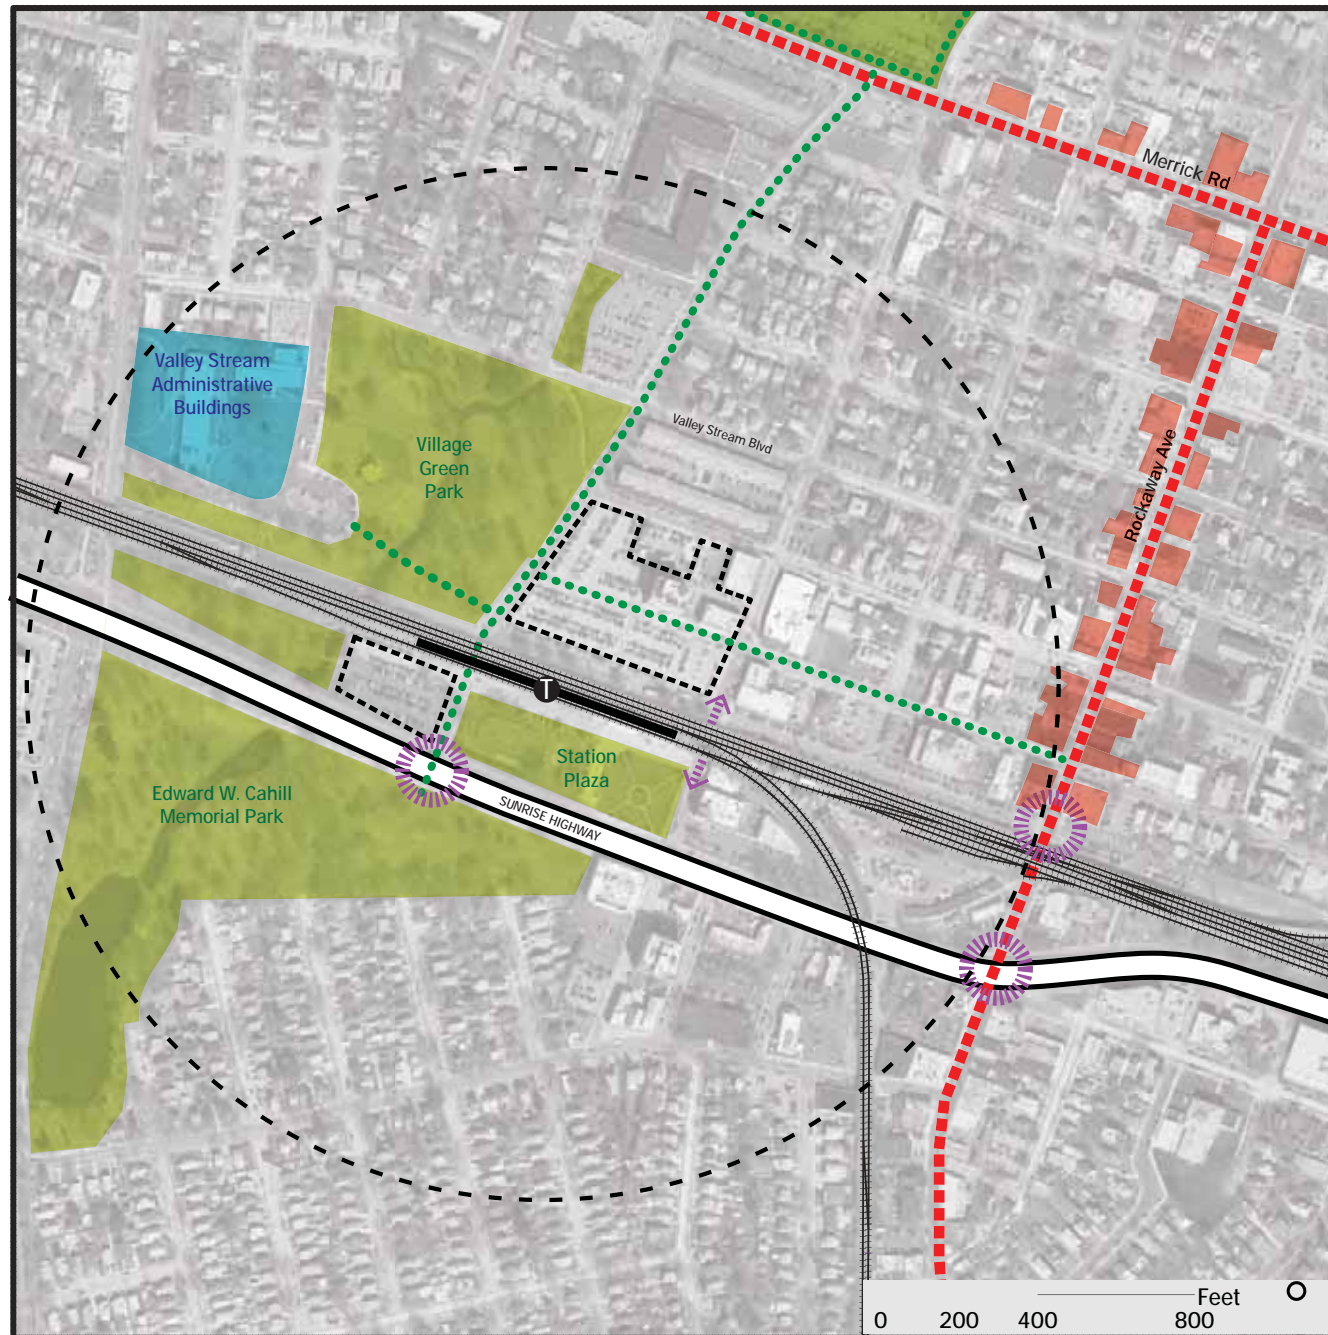 Merrick Rd
Valley Stream
Administrative
Buildings
Village
Green
Park
Valley Stream Blvd
Rockaway Ave
T
Station
Plaza
Edward W. Cahill
Memorial Park
SUNRISE HIGHWAY
Feet
0 200 400 800